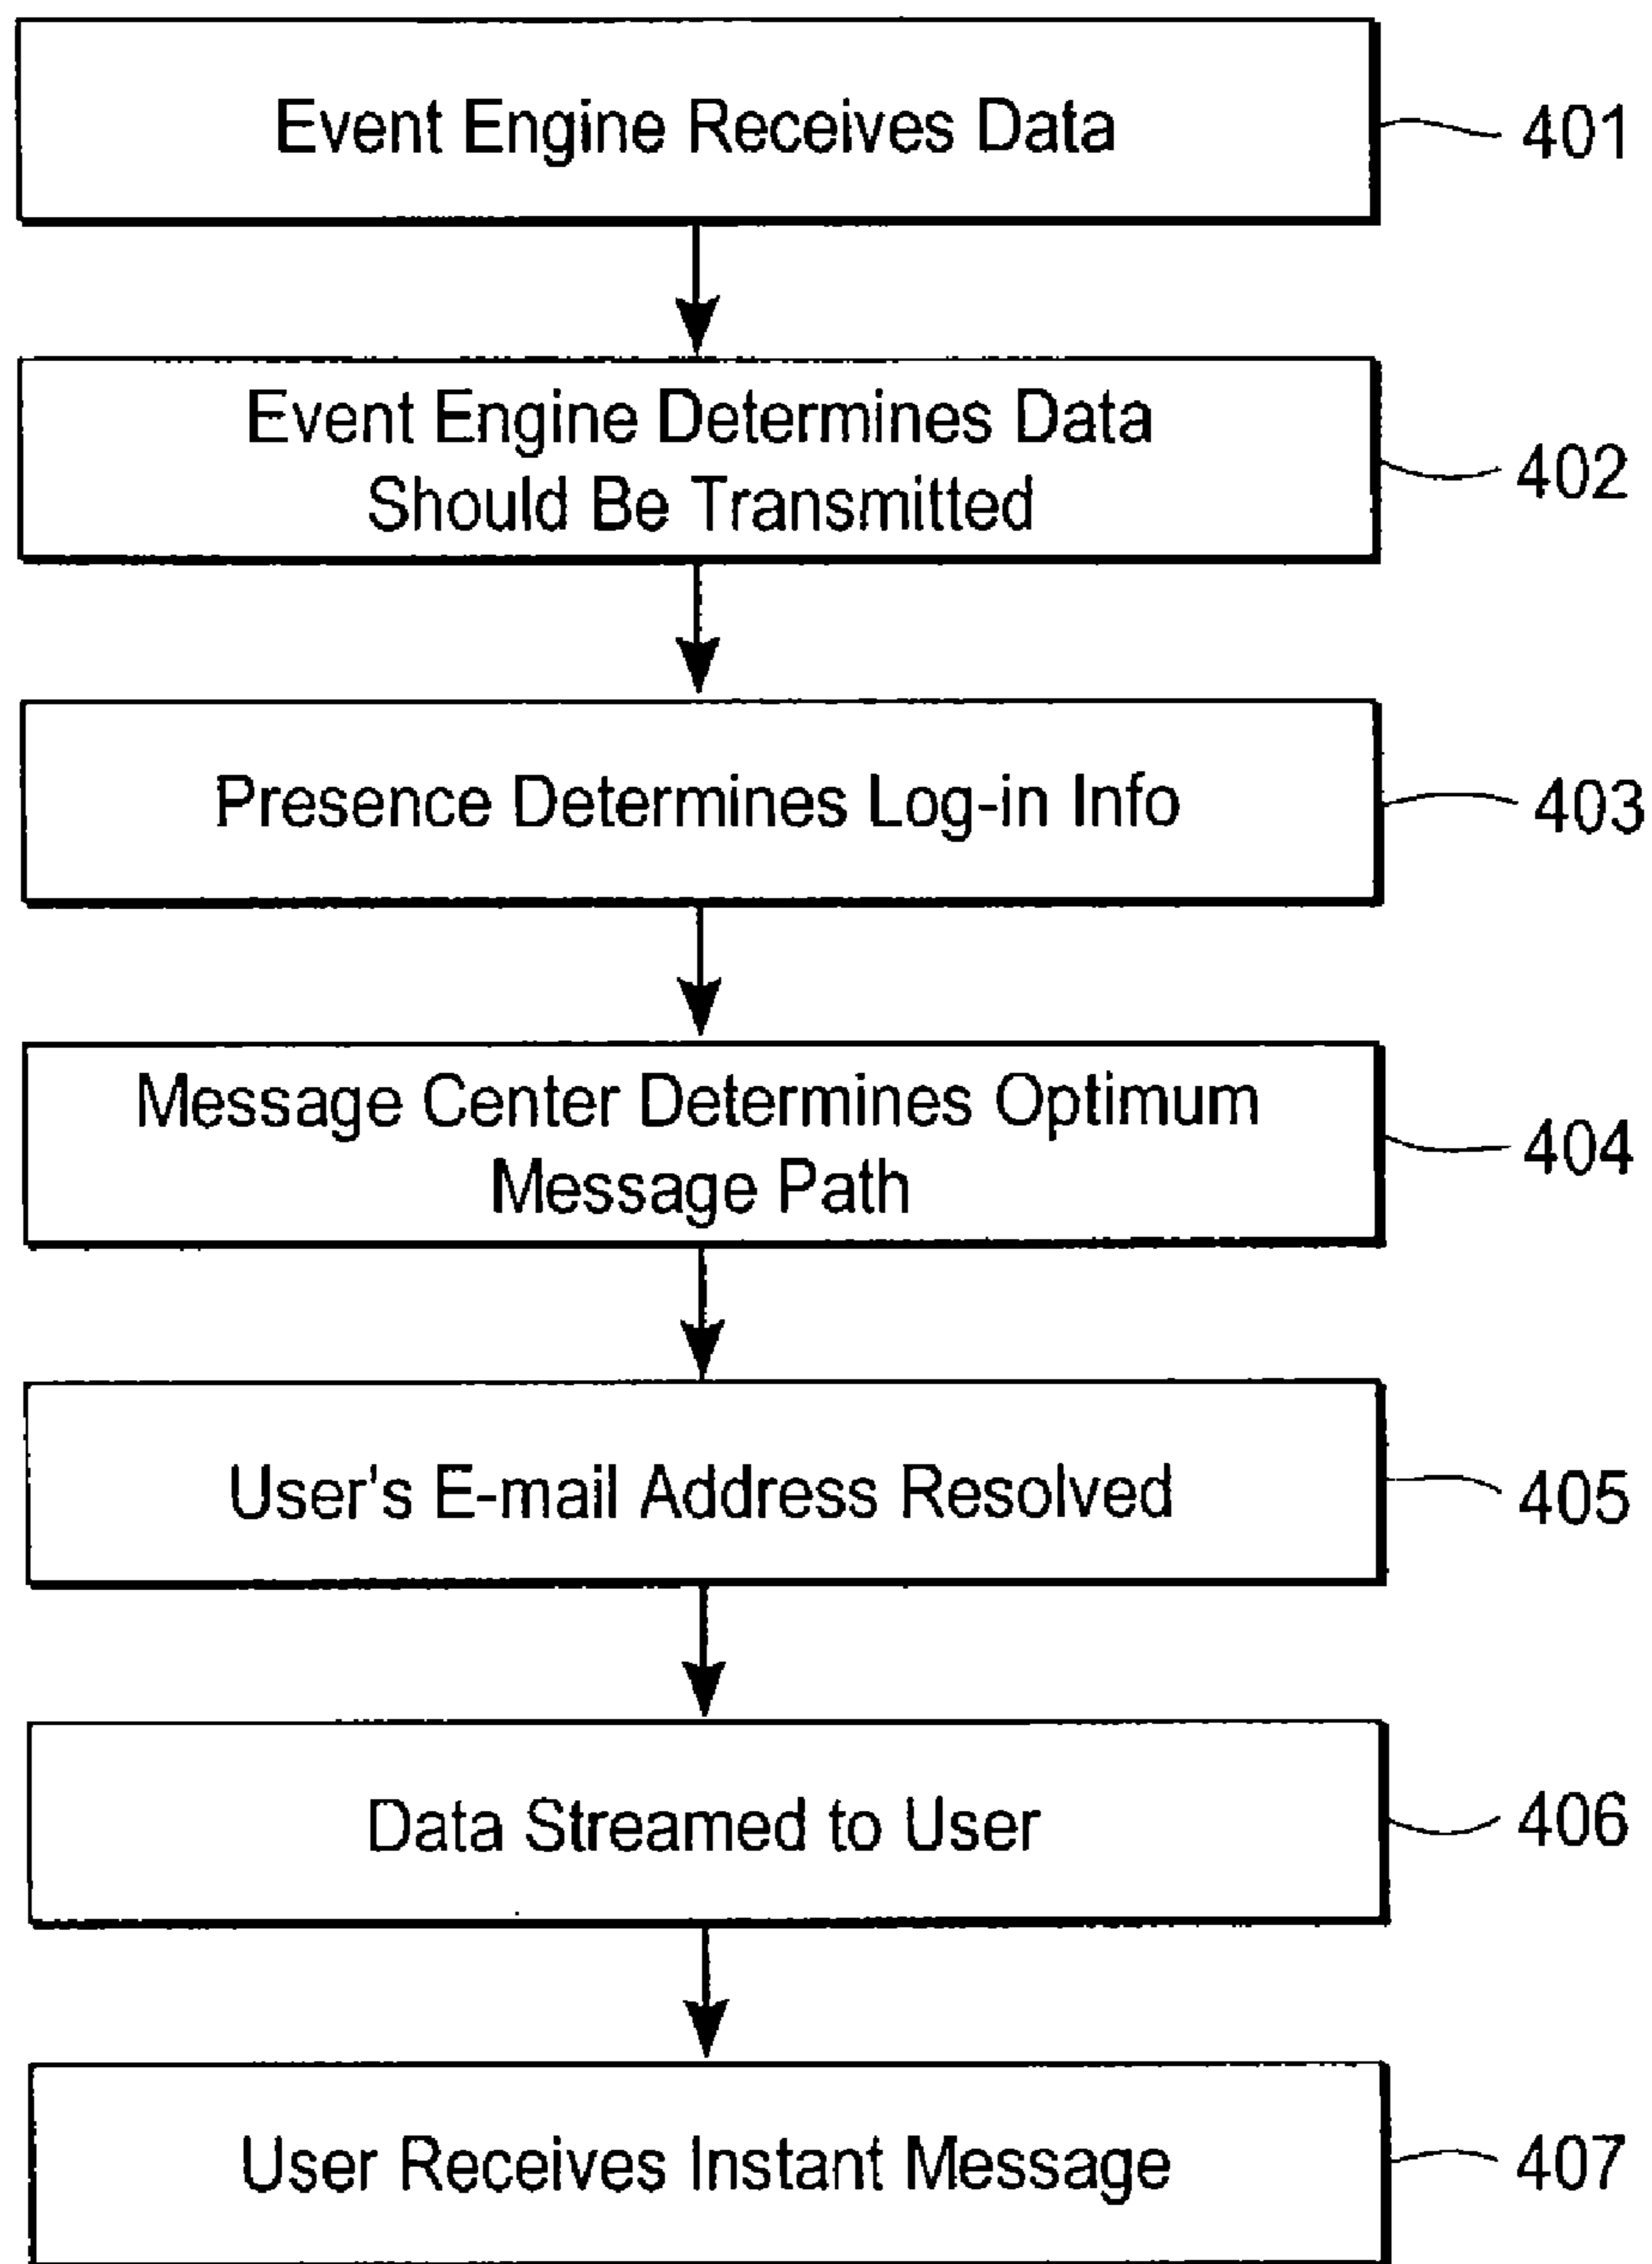 Event Engine Receives Data
401
Event Engine Determines Data
Should Be Transmitted
402
Presence Determines Log-in Info
403
Message Center Determines Optimum
Message Path
404
User's E-mail Address Resolved
405
Data Streamed to User
406
User Receives Instant Message
407